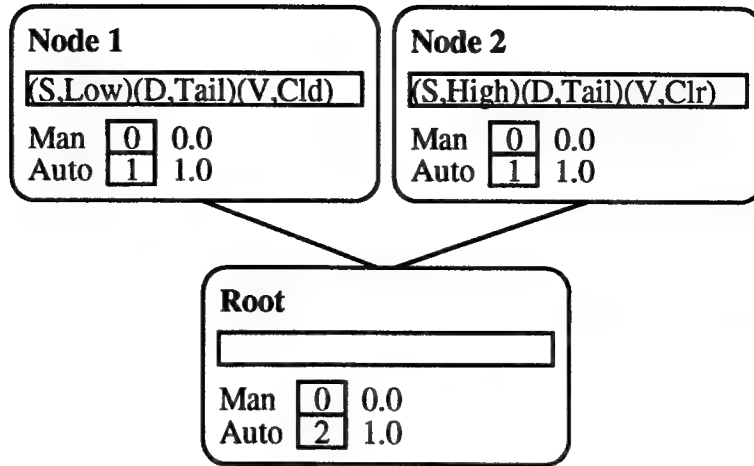 Node 1
(S,Low)(D,Tail)(V,Cld)
Man 0 0.0
Auto 1 1.0
Node 2
(S,High)(D,Tail)(V,Clr)
Man 0 0.0
Auto 1 1.0
Root
Man 0 0.0
Auto 2 1.0